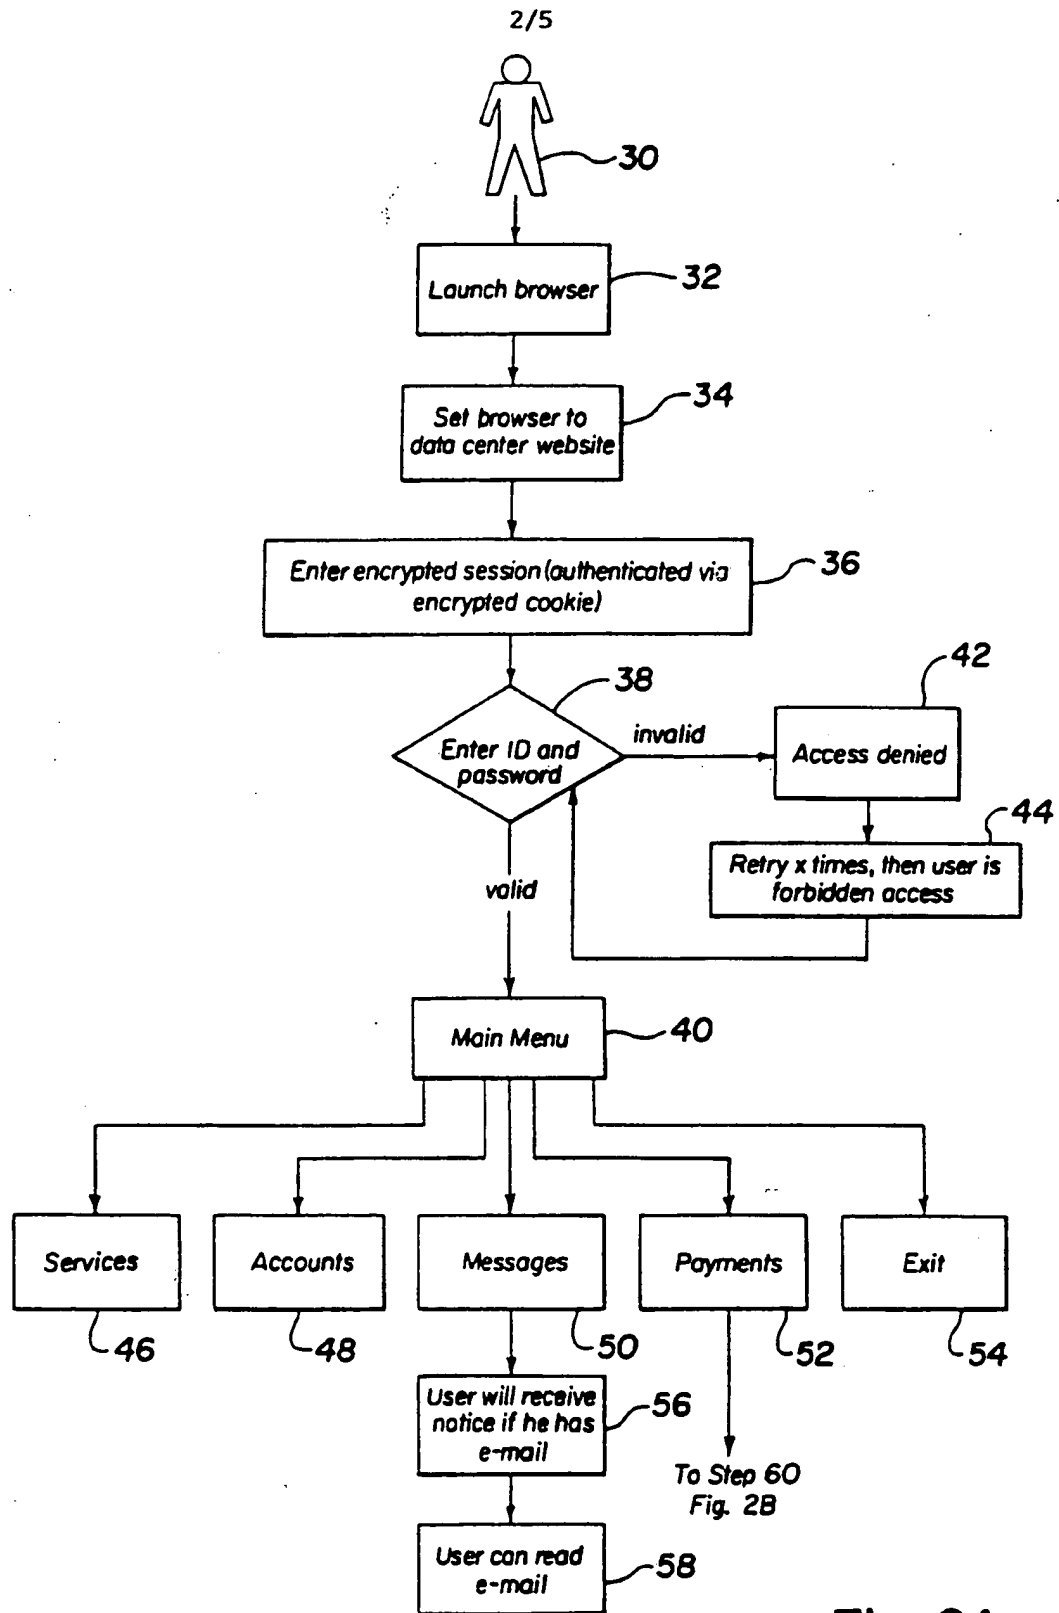 2/5
30
Launch browser
32
Set browser to
data center website
34
Enter encrypted session (authenticated via
encrypted cookie)
36
38
Enter ID and
password
invalid
42
Access denied
44
Retry x times, then user is
forbidden access
valid
Main Menu
40
Services
Accounts
Messages
Payments
Exit
46
48
50
52
54
User will receive
notice if he has
e-mail
56
To Step 60
Fig. 2B
User can read
e-mail
58